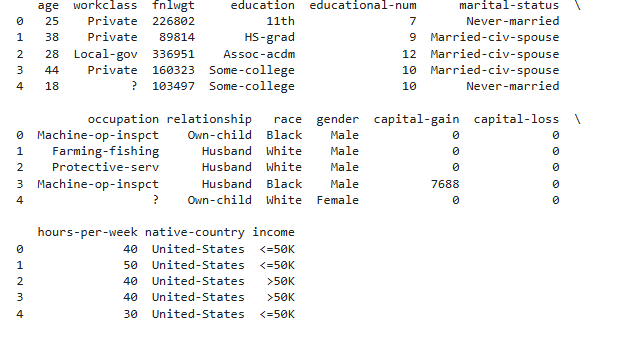 age workclass fnlwgt education educational-num marital-status \
0 25 Private 226802 11th 7 Never-married
1 38 Private 89814 HS-grad 9 Married-civ-spouse
2 28 Local-gov 336951 Assoc-acdm 12 Married-civ-spouse
3 44 Private 160323 Some-college 10 Married-civ-spouse
4 18 ? 103497 Some-college 10 Never-married
occupation relationship race gender capital-gain capital-loss \
0 Machine-op-inspct Own-child Black Male 0 0
1 Farming-fishing Husband White Male 0 0
2 Protective-serv Husband White Male 0 0
3 Machine-op-inspct Husband Black Male 7688 0
4 ? Own-child White Female 0 0
hours-per-week native-country income
0 40 United-States <=50K
1 50 United-States <=50K
2 40 United-States >50K
3 40 United-States >50K
4 30 United-States <=50K